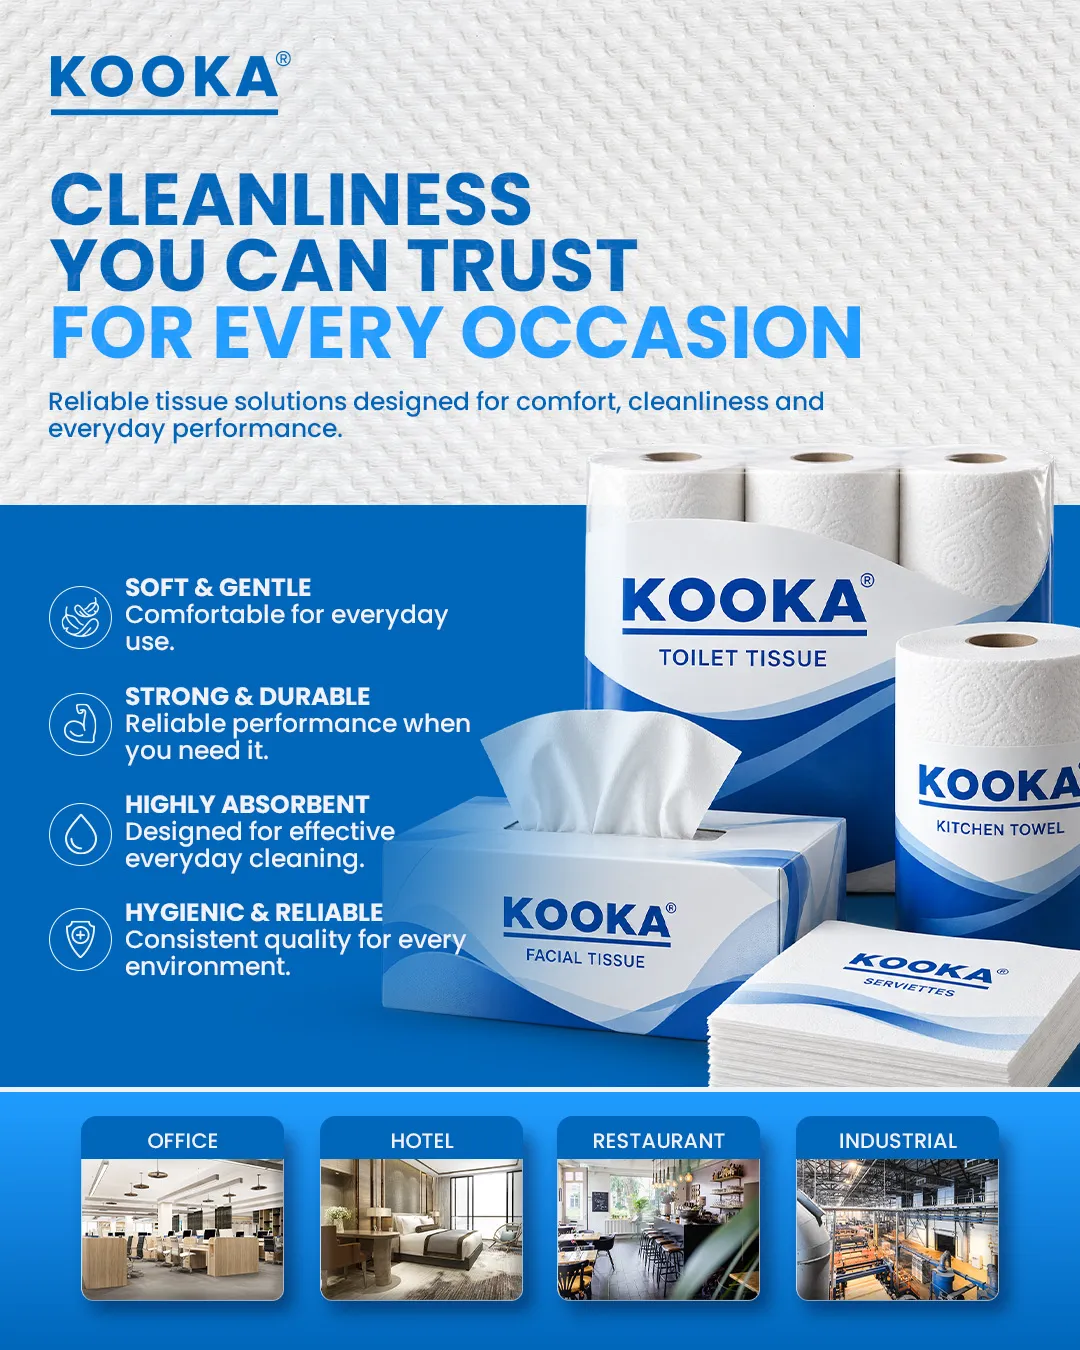 KOOKA®
CLEANLINESS
YOU CAN TRUST
FOR EVERY OCCASION
Reliable tissue solutions designed for comfort, cleanliness and
everyday performance.
SOFT & GENTLE
Comfortable for everyday
use.
STRONG & DURABLE
Reliable performance when
you need it.
HIGHLY ABSORBENT
Designed for effective
everyday cleaning.
HYGIENIC & RELIABLE
Consistent quality for every
environment.
KOOKA®
TOILET TISSUE
KOOKA
KITCHEN TOWEL
KOOKA®
FACIAL TISSUE
KOOKA®
SERVIETTES
OFFICE
HOTEL
RESTAURANT
INDUSTRIAL